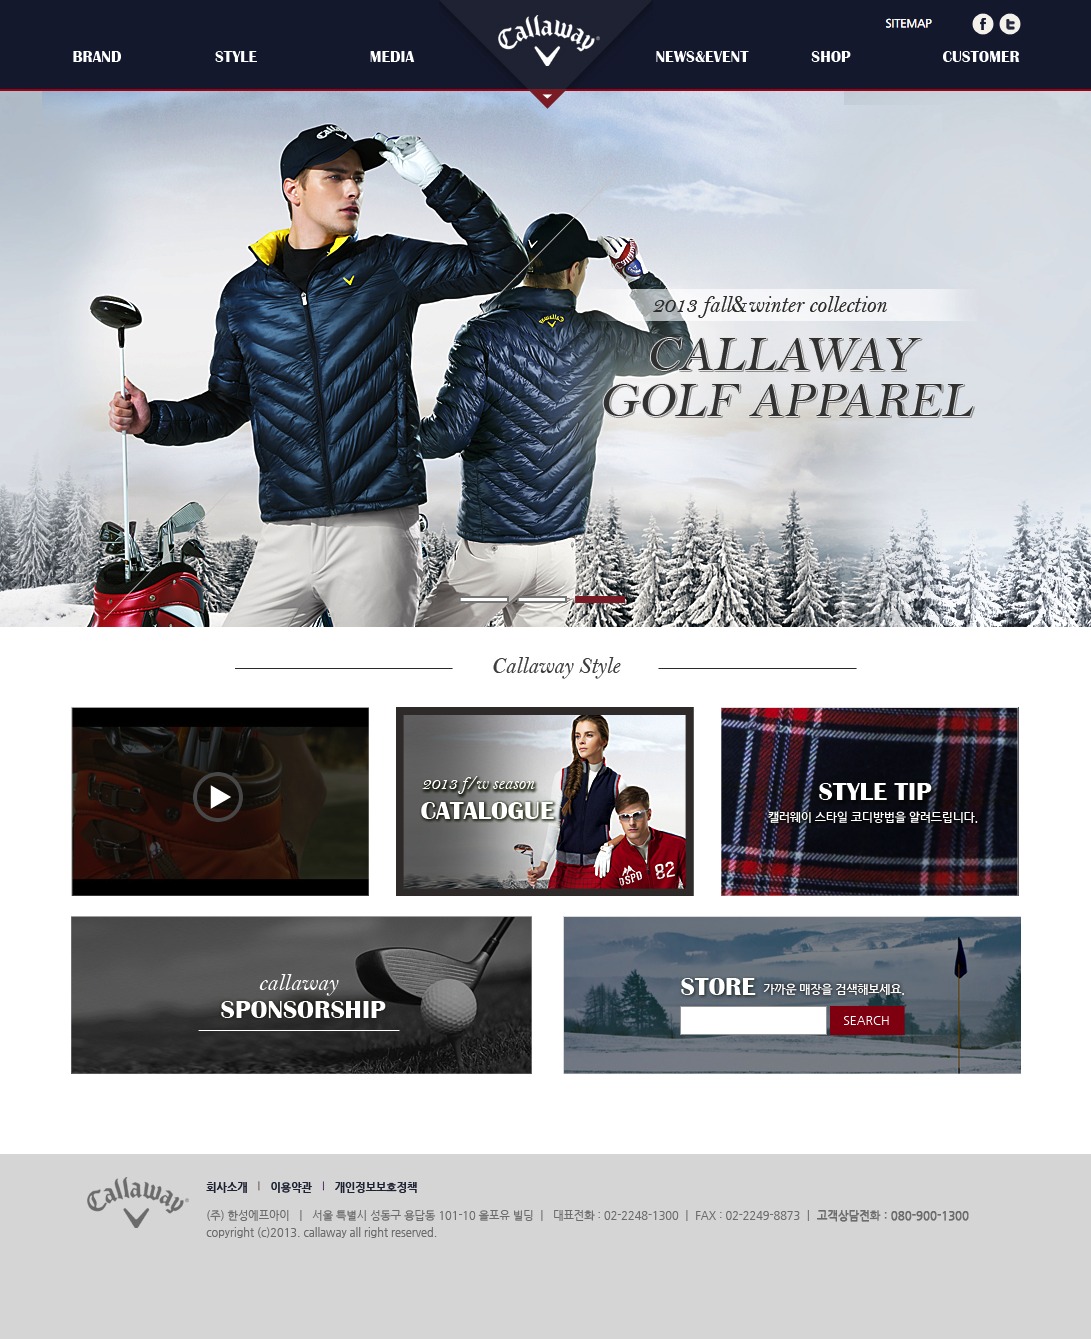 SITEMAP
BRAND STYLE MEDIA Callaway NEWS&EVENT SHOP CUSTOMER
2013 fall&winter collection
CALLAWAY
GOLF APPAREL
Callaway Style
2013 f/w season
CATALOGUE
DSPD 82
STYLE TIP
캘러웨이 스타일 코디방법을 알려드립니다.
callaway
SPONSORSHIP
STORE 가까운 매장을 검색해보세요.
SEARCH
Callaway
회사소개 | 이용약관 | 개인정보보호정책
(주) 한성에프아이 | 서울 특별시 성동구 용답동 101-10 올포유 빌딩 | 대표전화 : 02-2248-1300 | FAX : 02-2249-8873 | 고객상담전화 : 080-900-1300
copyright (c)2013. callaway all right reserved.